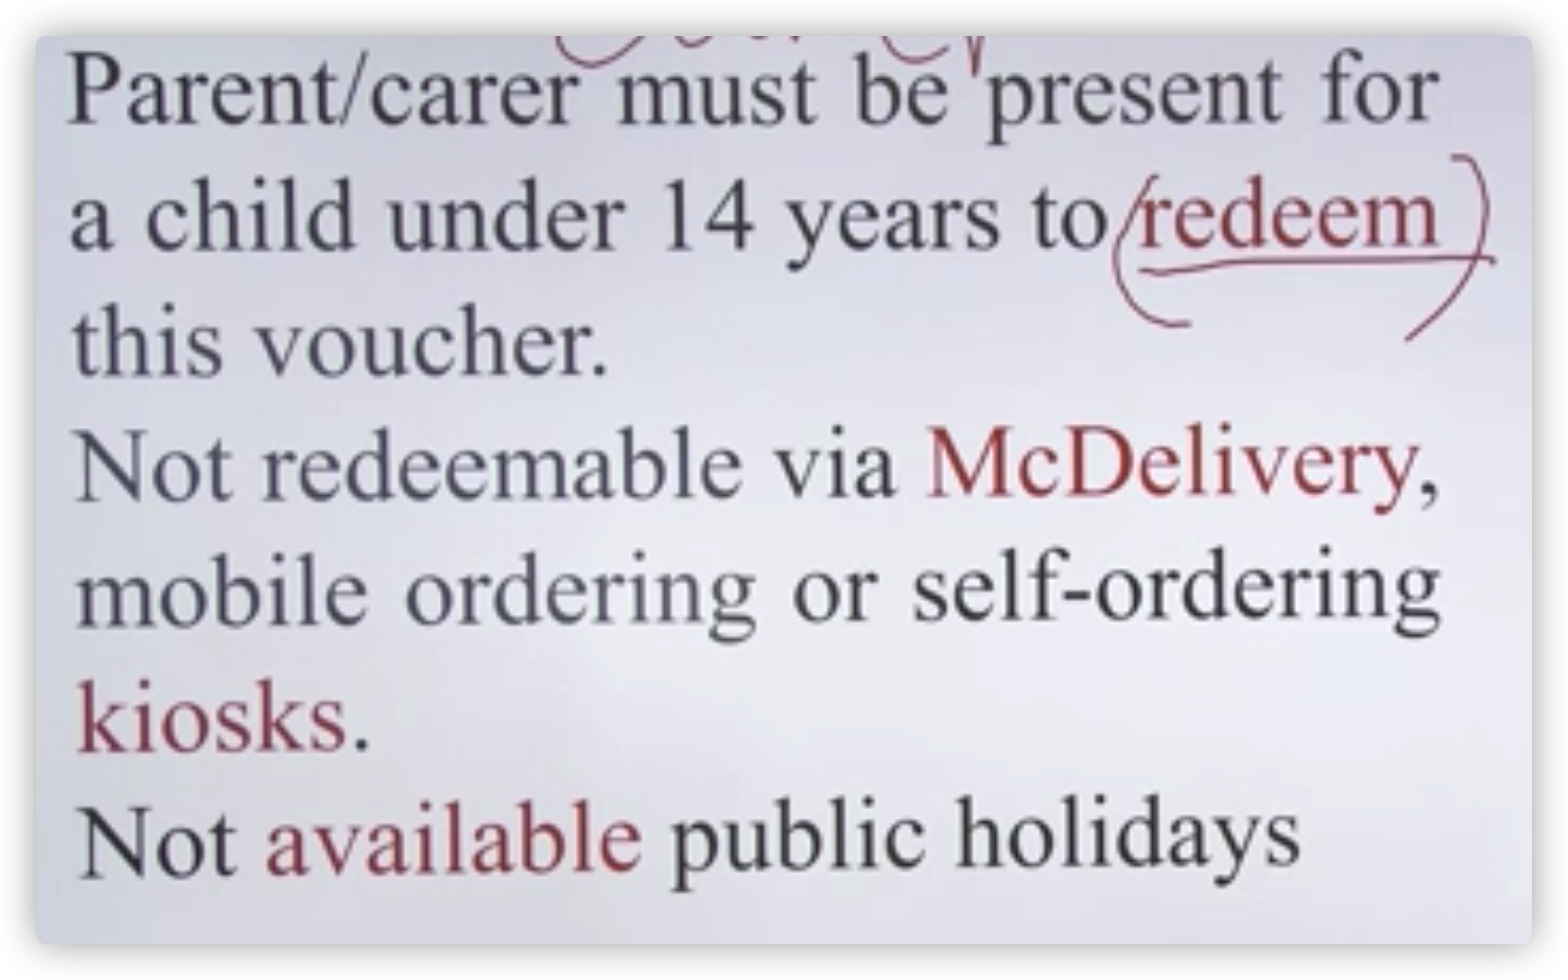 Parent/carer must be present for
a child under 14 years to redeem
this voucher.
Not redeemable via McDelivery,
mobile ordering or self-ordering
kiosks.
Not available public holidays